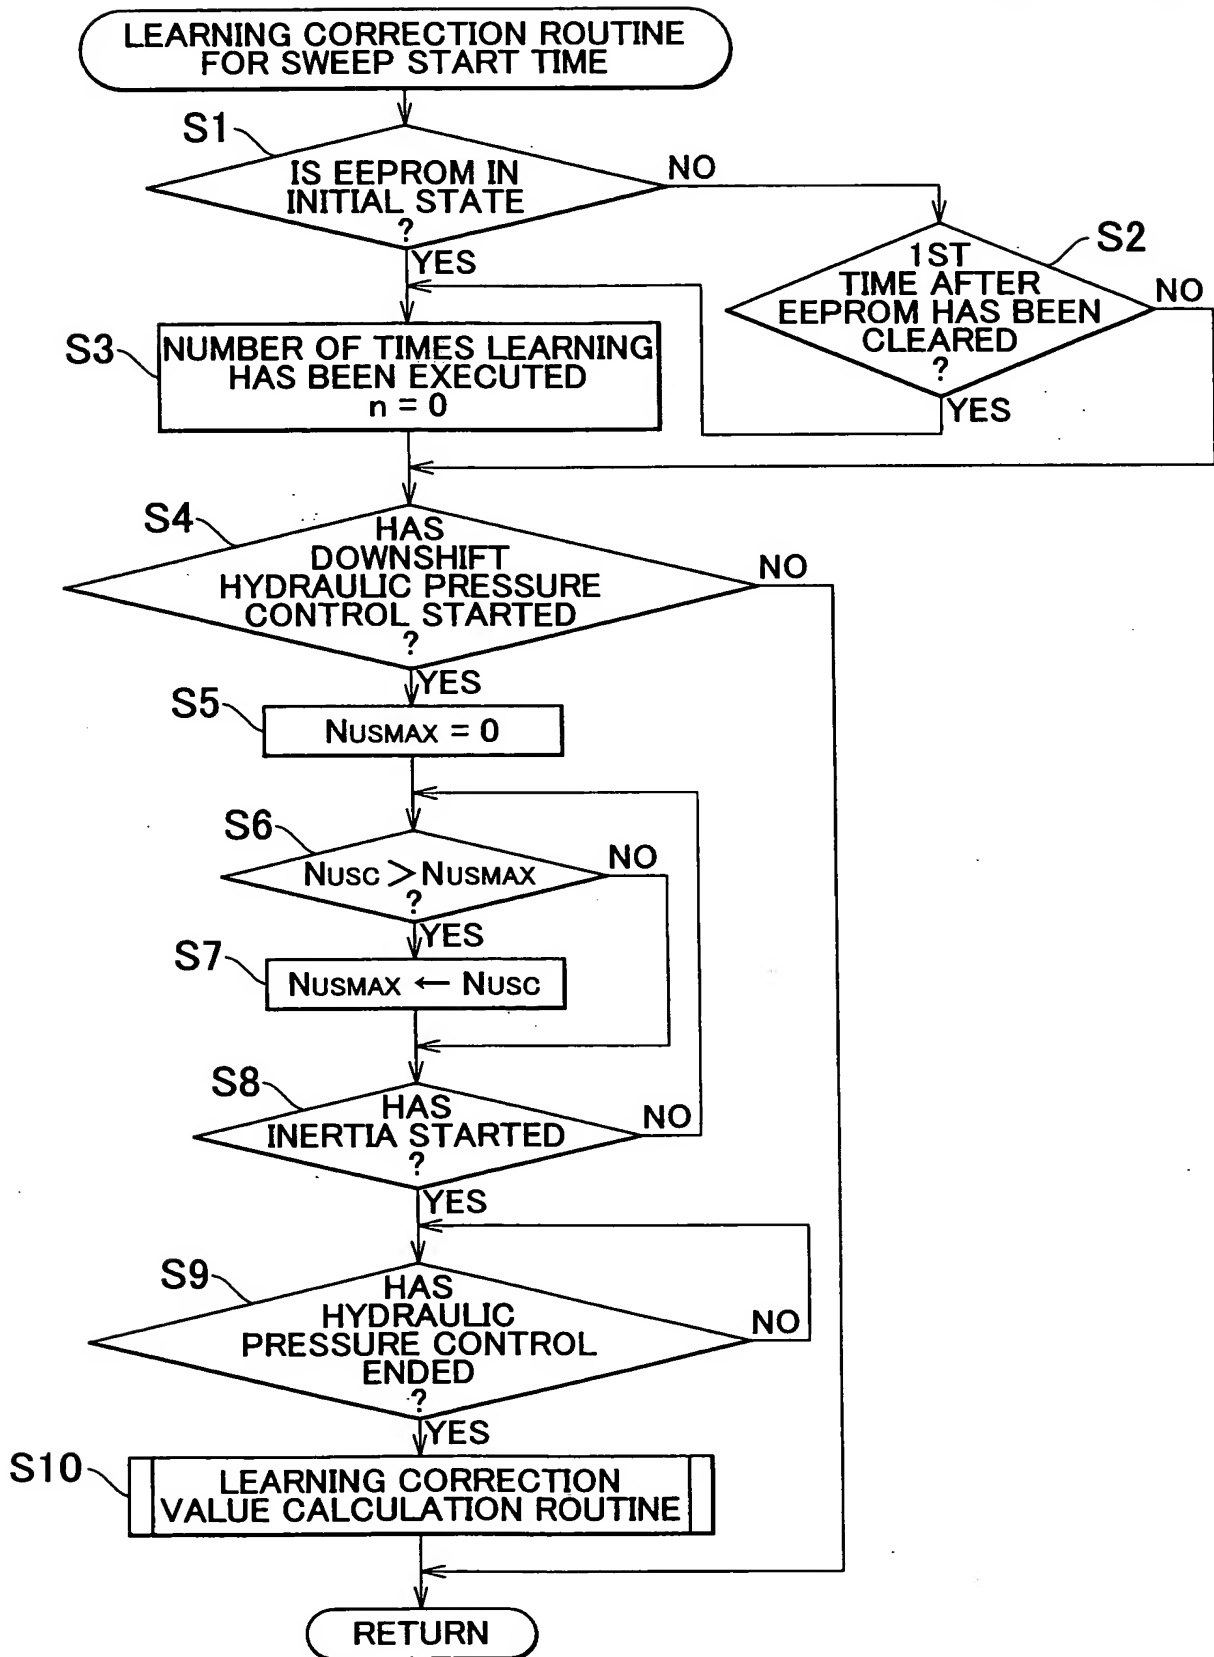 LEARNING CORRECTION ROUTINE
FOR SWEEP START TIME
S1
IS EEPROM IN
INITIAL STATE
?
NO
YES
S2
1ST
TIME AFTER
EEPROM HAS BEEN
CLEARED
?
NO
YES
S3
NUMBER OF TIMES LEARNING
HAS BEEN EXECUTED
n = 0
S4
HAS
DOWNSHIFT
HYDRAULIC PRESSURE
CONTROL STARTED
?
NO
YES
S5
NUSMAX = 0
S6
NUSC > NUSMAX
?
NO
YES
S7
NUSMAX ← NUSC
S8
HAS
INERTIA STARTED
?
NO
YES
S9
HAS
HYDRAULIC
PRESSURE CONTROL
ENDED
?
NO
YES
S10
LEARNING CORRECTION
VALUE CALCULATION ROUTINE
RETURN